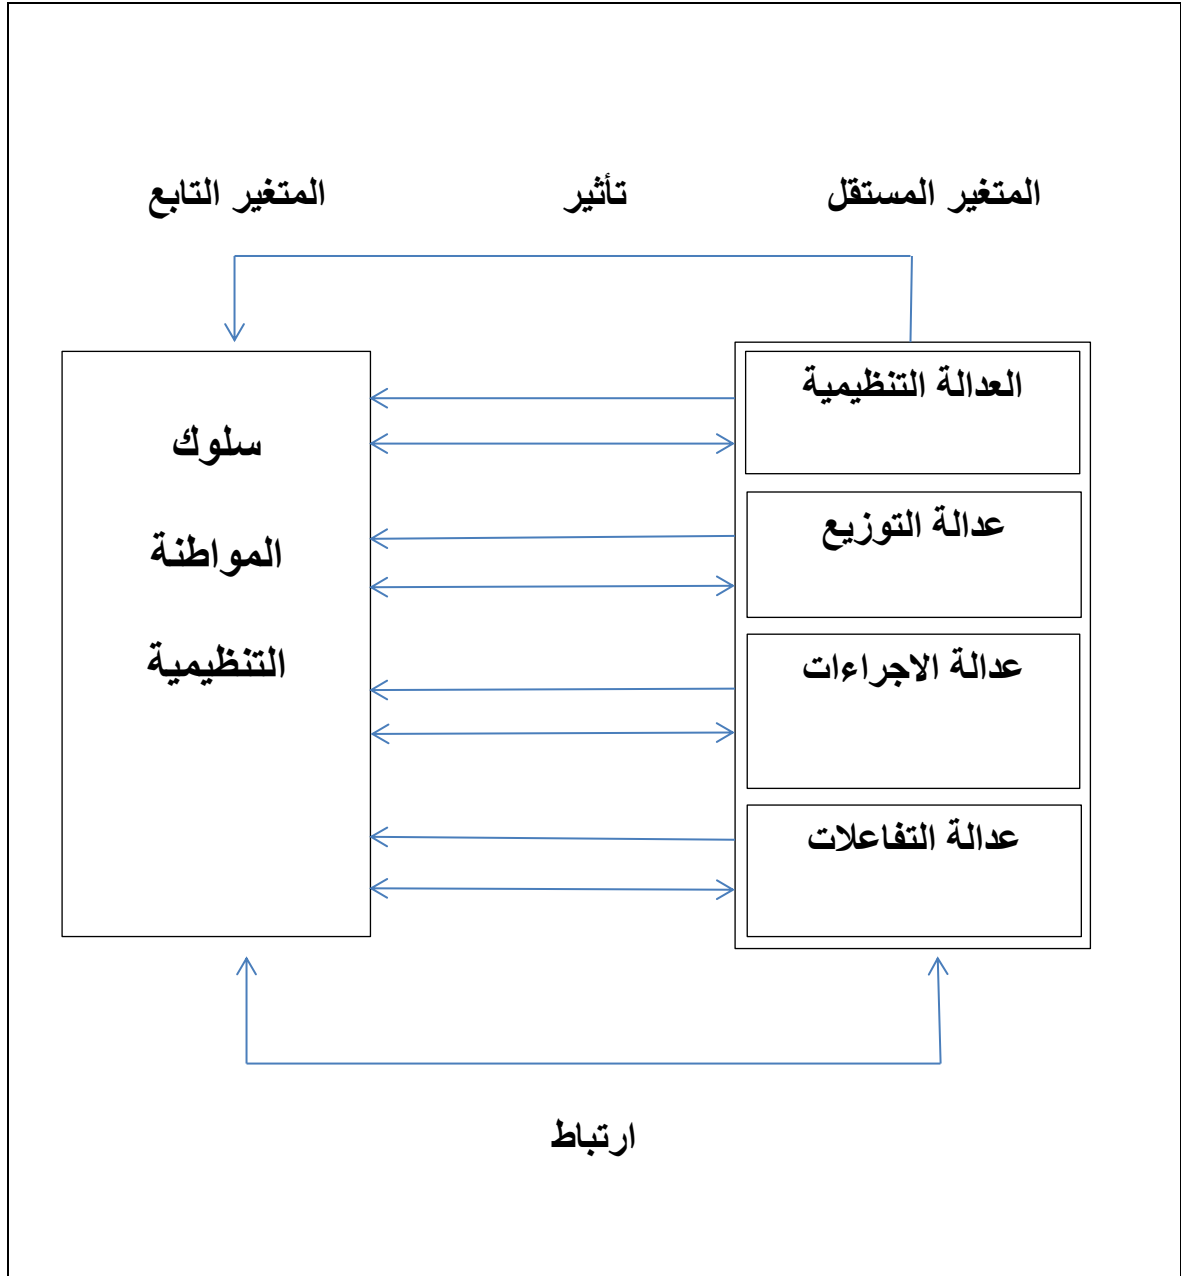 المتغير المستقل تأثير المتغير التابع
العدالة التنظيمية
عدالة التوزيع
عدالة الاجراءات
عدالة التفاعلات
سلوك
المواطنة
التنظيمية
ارتباط